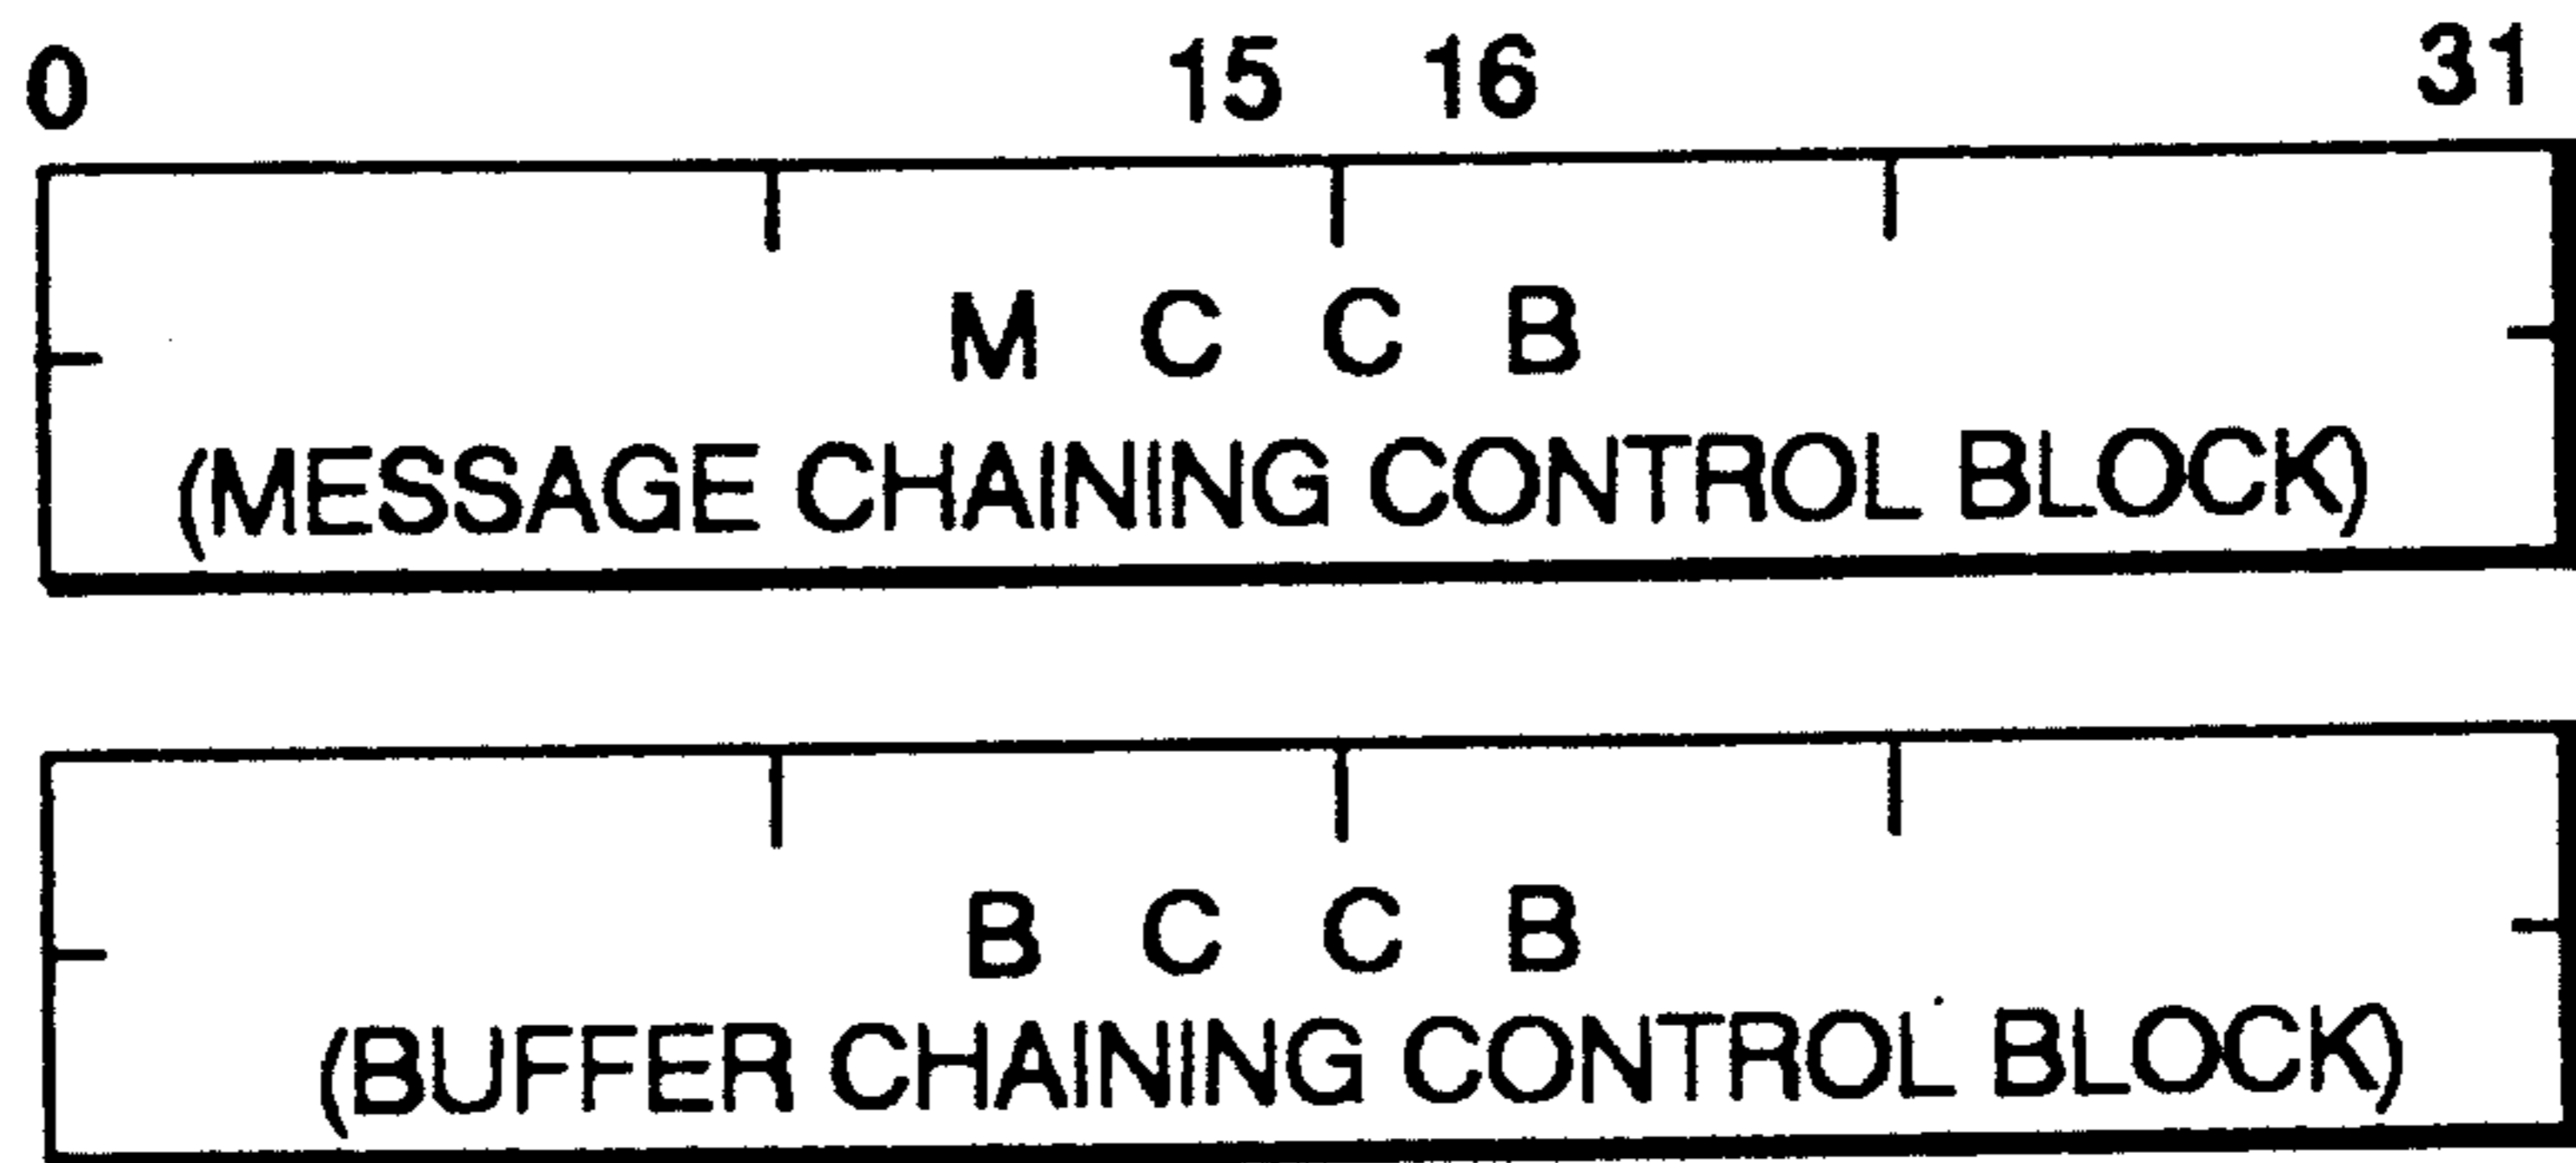 0 15 16 31
M C C B
(MESSAGE CHAINING CONTROL BLOCK)
B C C B
(BUFFER CHAINING CONTROL BLOCK)